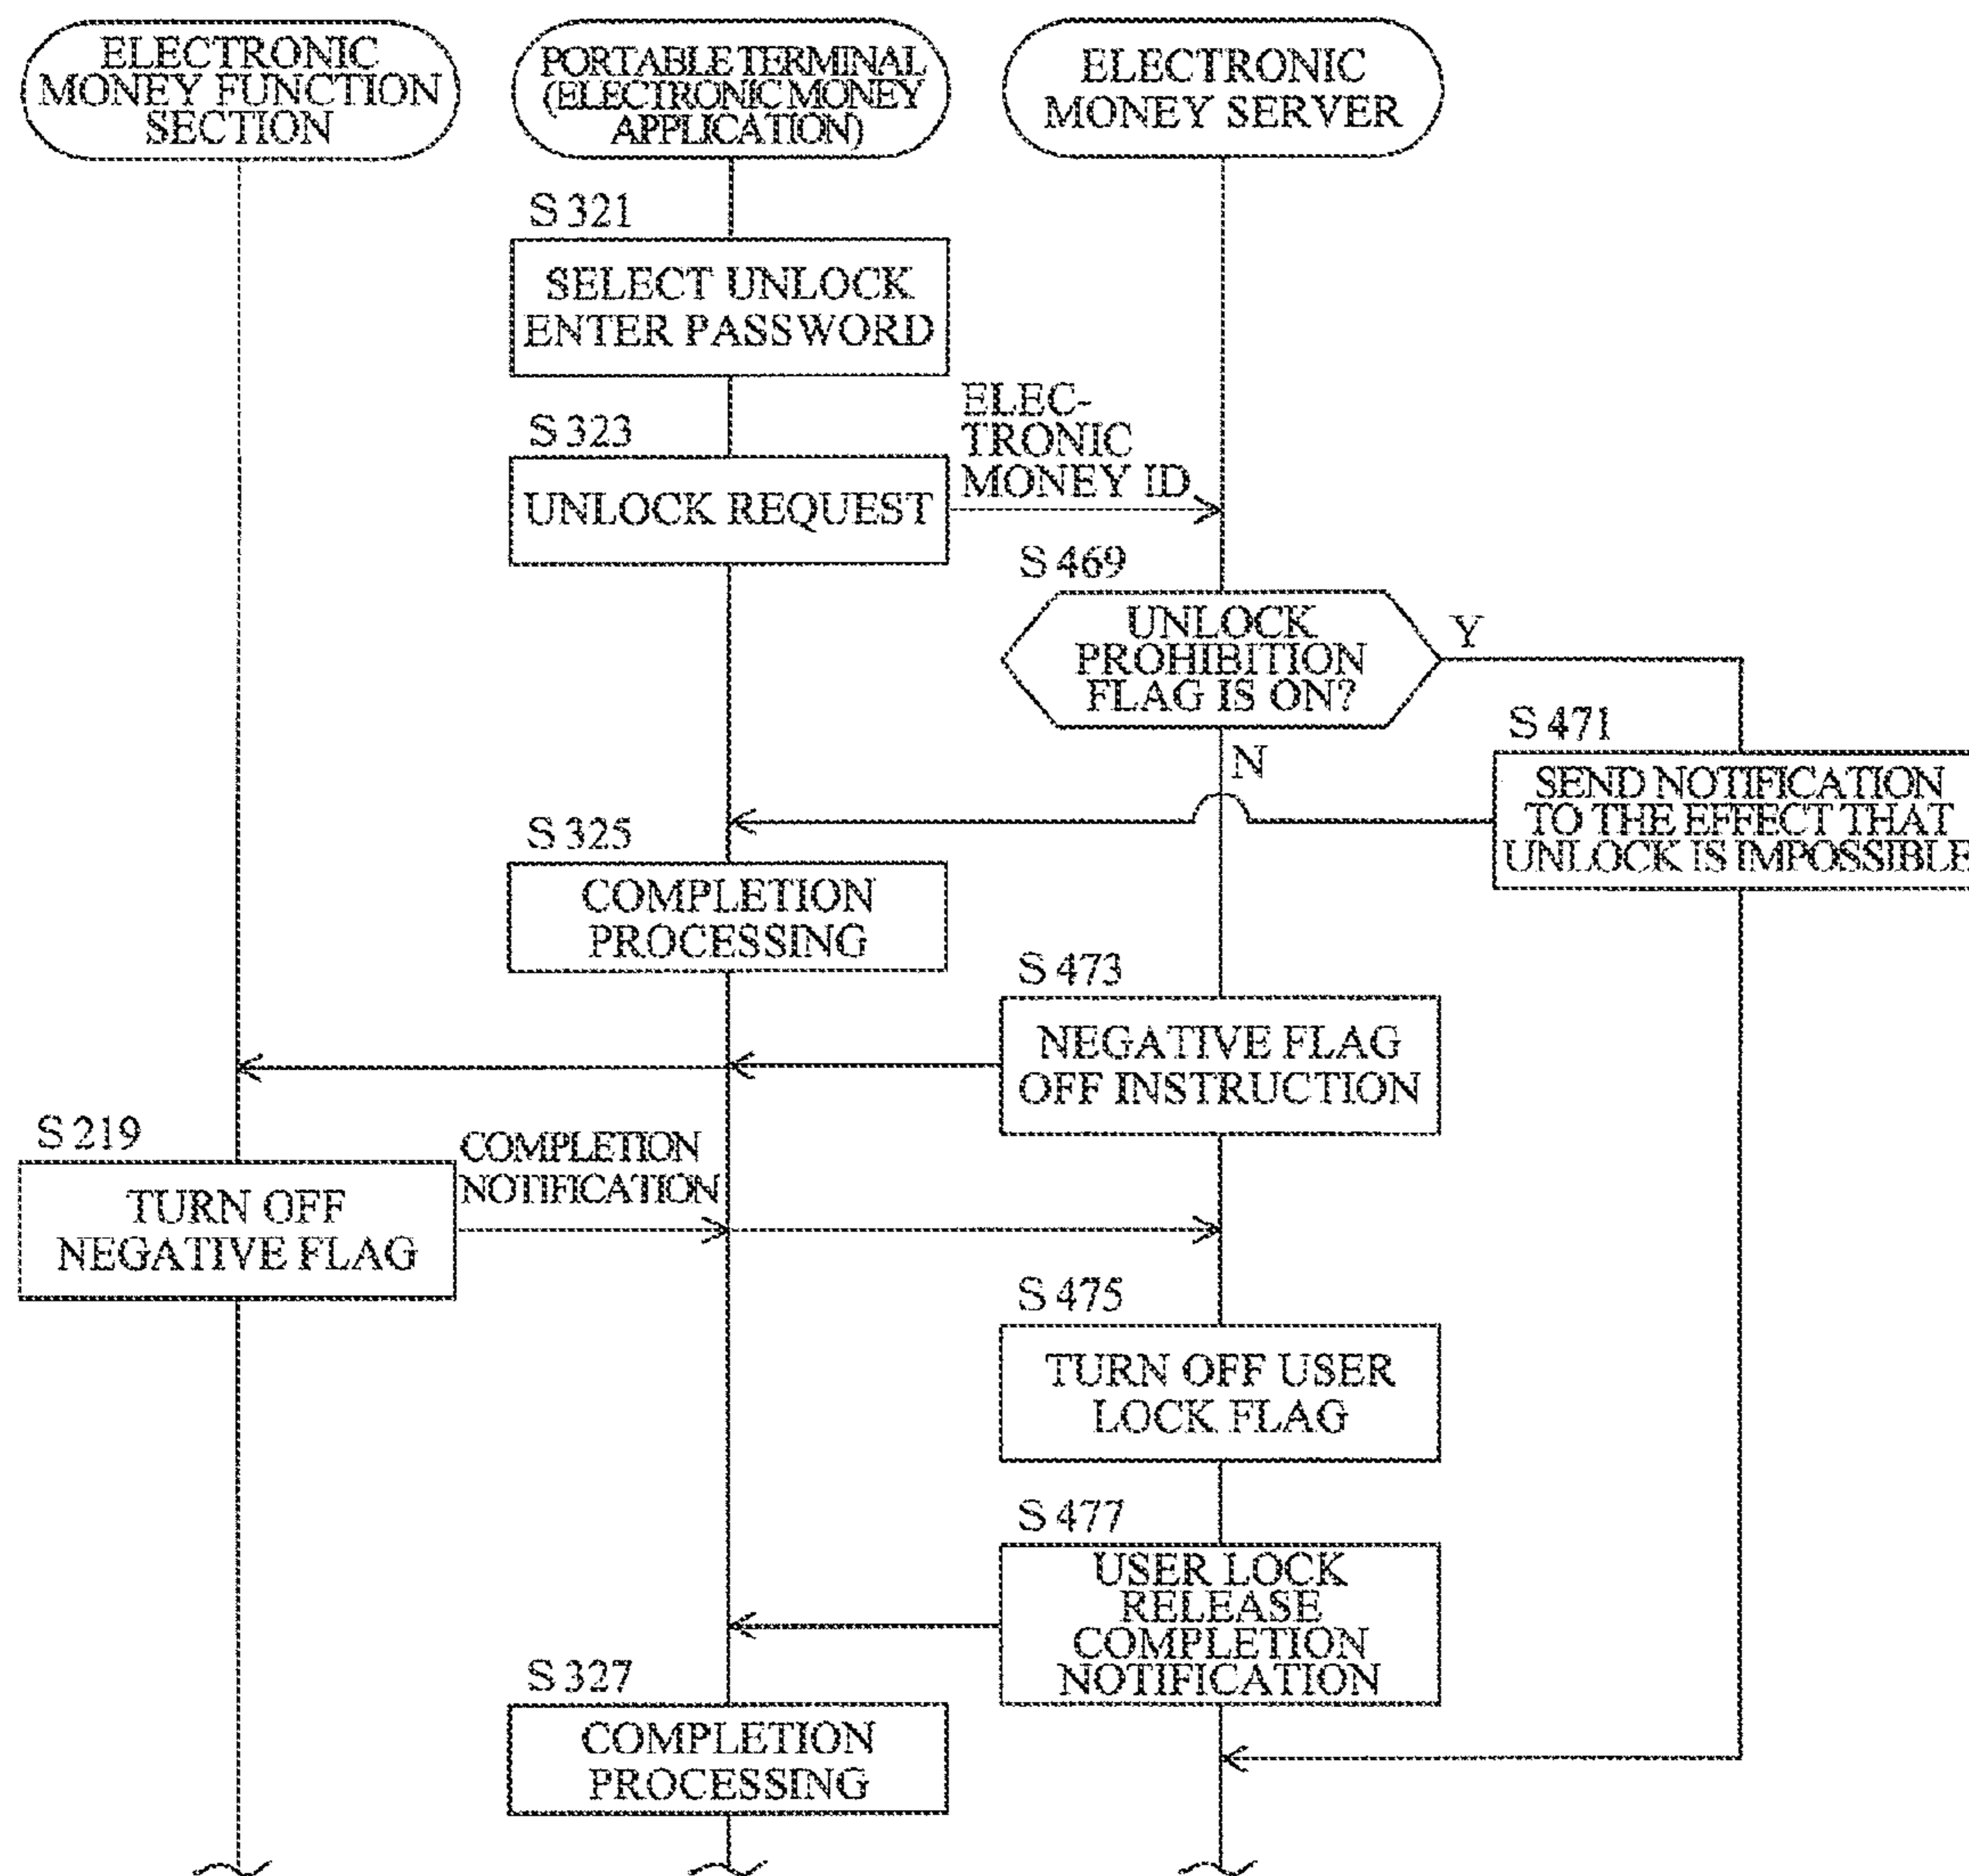 ELECTRONIC
MONEY FUNCTION
SECTION
PORTABLE TERMINAL
(ELECTRONIC MONEY
APPLICATION)
ELECTRONIC
MONEY SERVER
S 321
SELECT UNLOCK
ENTER PASSWORD
S 323
UNLOCK REQUEST
ELEC-
TRONIC
MONEY ID
S 469
UNLOCK
PROHIBITION
FLAG IS ON?
Y
N
S 471
SEND NOTIFICATION
TO THE EFFECT THAT
UNLOCK IS IMPOSSIBLE
S 325
COMPLETION
PROCESSING
S 473
NEGATIVE FLAG
OFF INSTRUCTION
S 219
TURN OFF
NEGATIVE FLAG
COMPLETION
NOTIFICATION
S 475
TURN OFF USER
LOCK FLAG
S 477
USER LOCK
RELEASE
COMPLETION
NOTIFICATION
S 327
COMPLETION
PROCESSING